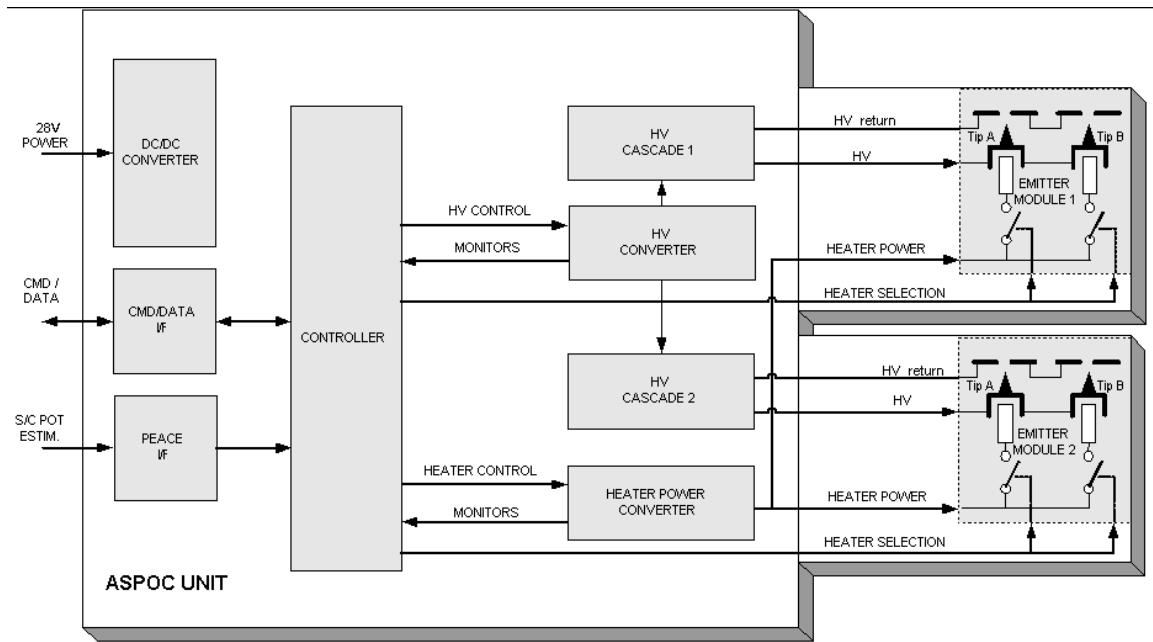 28V
POWER
DC/DC
CONVERTER
CMD /
DATA
CMD/DATA
I/F
S/C POT
ESTIM.
PEACE
I/F
CONTROLLER
HV CONTROL
MONITORS
HEATER CONTROL
MONITORS
HV
CASCADE 1
HV
CONVERTER
HV
CASCADE 2
HEATER POWER
CONVERTER
HV return
HV
HEATER POWER
HEATER SELECTION
Tip A
Tip B
EMITTER
MODULE 1
HV return
HV
HEATER POWER
HEATER SELECTION
Tip A
Tip B
EMITTER
MODULE 2
ASPOC UNIT